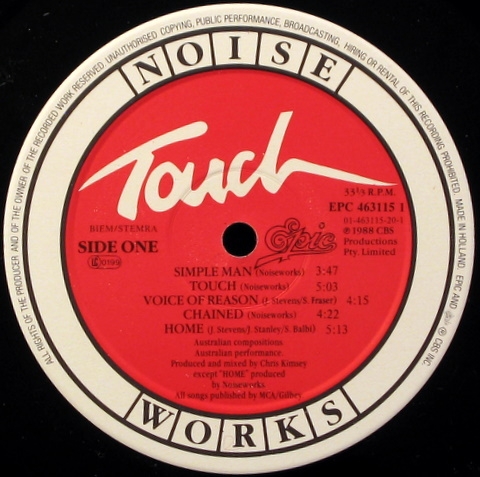 ALL RIGHTS OF THE PRODUCER AND OF THE OWNER OF THE RECORDED WORK RESERVED. UNAUTHORISED COPYING, PUBLIC PERFORMANCE, BROADCASTING, HIRING OR RENTAL OF THIS RECORDING PROHIBITED. MADE IN HOLLAND. EPIC AND ℗ CBS INC.
NOISE
Touch
33⅓ R.P.M.
EPC 463115 1
01-463115-20-1
℗ 1988 CBS
Productions
Pty. Limited
BIEM/STEMRA
SIDE ONE
LC 0199
Epic
SIMPLE MAN (Noiseworks) 3:47
TOUCH (Noiseworks) 5:03
VOICE OF REASON (J. Stevens/S. Fraser) 4:15
CHAINED (Noiseworks) 4:22
HOME (J. Stevens/J. Stanley/S. Balbi) 5:13
Australian compositions.
Australian performance.
Produced and mixed by Chris Kimsey
except "HOME" produced
by Noiseworks
All songs published by MCA/Gilbey
WORKS